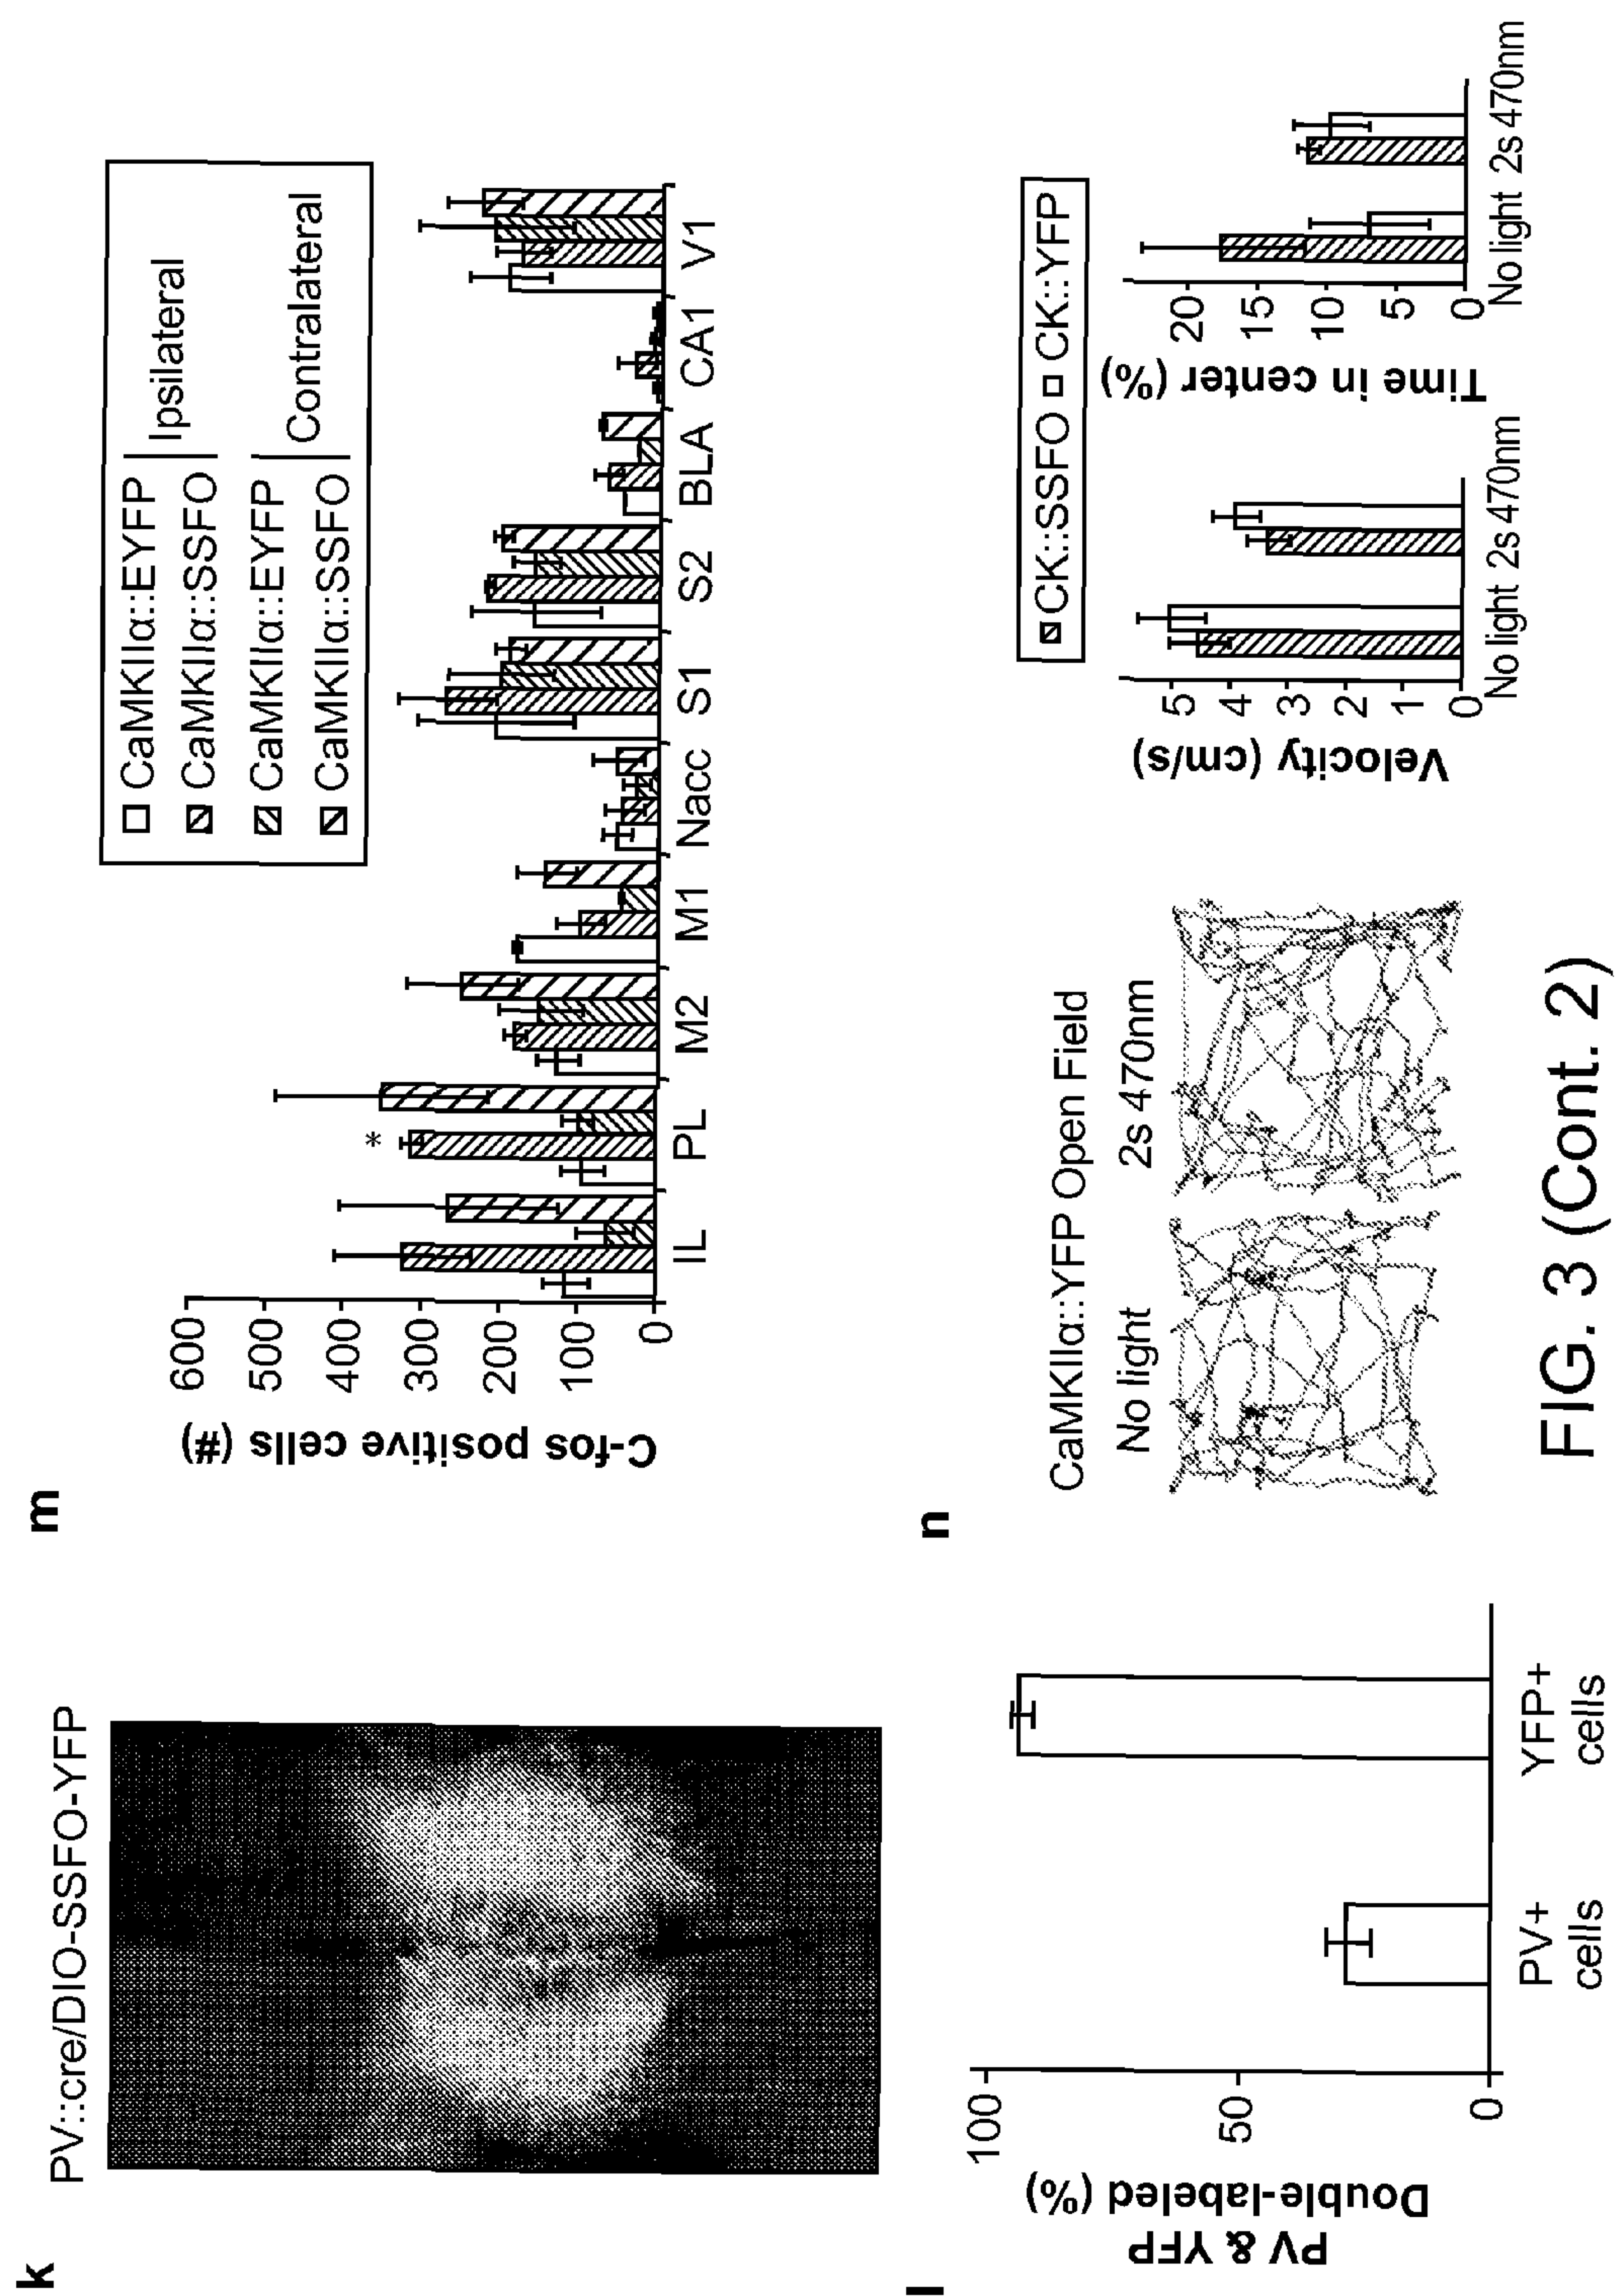 k
PV::cre/DIO-SSFO-YFP
l
PV & YFP
Double-labeled (%)
100
50
0
PV+
cells
YFP+
cells
m
C-fos positive cells (#)
600
500
400
300
200
100
0
CaMKIIα::EYFP
CaMKIIα::SSFO
Ipsilateral
CaMKIIα::EYFP
CaMKIIα::SSFO
Contralateral
*
IL PL M2 M1 Nacc S1 S2 BLA CA1 V1
n
CaMKIIα::YFP Open Field
No light 2s 470nm
CK::SSFO CK::YFP
Velocity (cm/s)
5
4
3
2
1
0
No light 2s 470nm
Time in center (%)
20
15
10
5
0
No light 2s 470nm
FIG. 3 (Cont. 2)